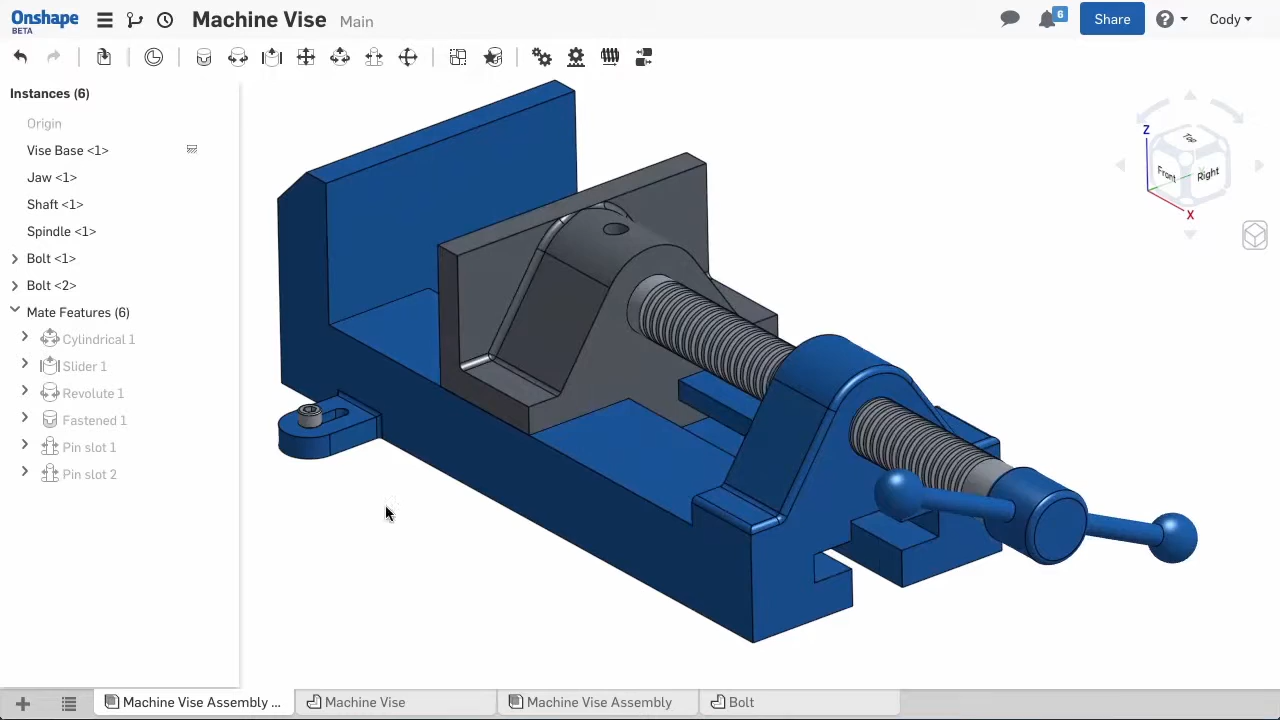 Onshape
BETA
Machine Vise Main
6
Share
Cody
Instances (6)
Origin
Vise Base <1>
Jaw <1>
Shaft <1>
Spindle <1>
Bolt <1>
Bolt <2>
Mate Features (6)
Cylindrical 1
Slider 1
Revolute 1
Fastened 1
Pin slot 1
Pin slot 2
Z
Top
Front
Right
X
Machine Vise Assembly ...
Machine Vise
Machine Vise Assembly
Bolt